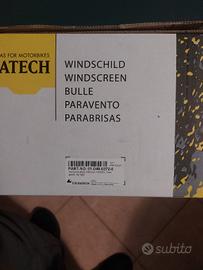 AS FOR MOTORBIKES
ATECH
WINDSCHILD
WINDSCREEN
BULLE
PARAVENTO
PARABRISAS
subito